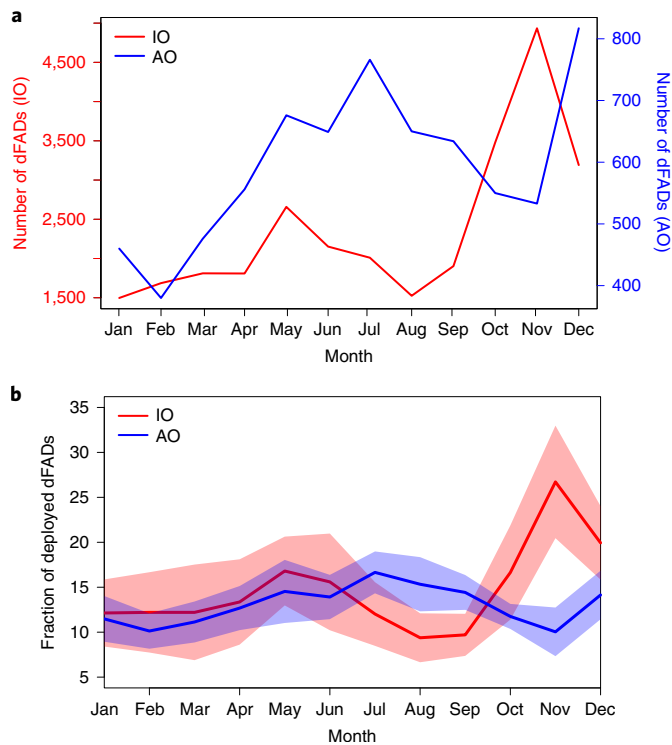 a
IO
AO
Number of dFADs (IO)
4,500
3,500
2,500
1,500
Number of dFADs (AO)
800
700
600
500
400
Jan Feb Mar Apr May Jun Jul Aug Sep Oct Nov Dec
Month
b
IO
AO
Fraction of deployed dFADs
35
30
25
20
15
10
5
Jan Feb Mar Apr May Jun Jul Aug Sep Oct Nov Dec
Month